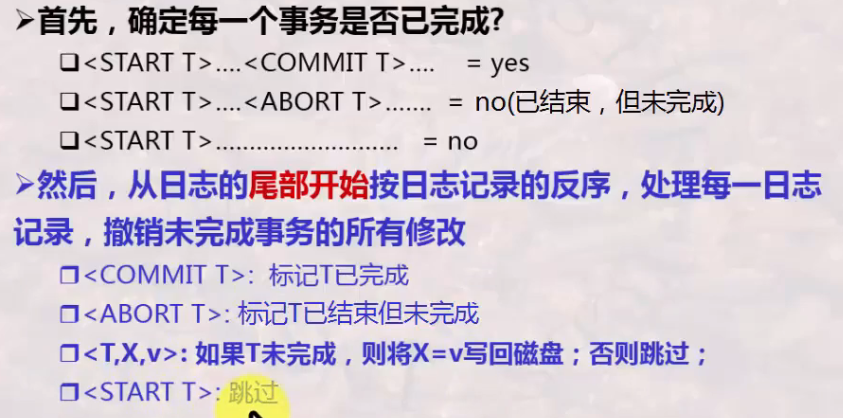 ➢首先，确定每一个事务是否已完成?
❑<START T>....<COMMIT T>.... = yes
❑<START T>....<ABORT T>....... = no(已结束，但未完成)
❑<START T>........................... = no
➢然后，从日志的尾部开始按日志记录的反序，处理每一日志
记录，撤销未完成事务的所有修改
❒<COMMIT T>: 标记T已完成
❒<ABORT T>: 标记T已结束但未完成
❒<T,X,v>: 如果T未完成，则将X=v写回磁盘；否则跳过；
❒<START T>: 跳过